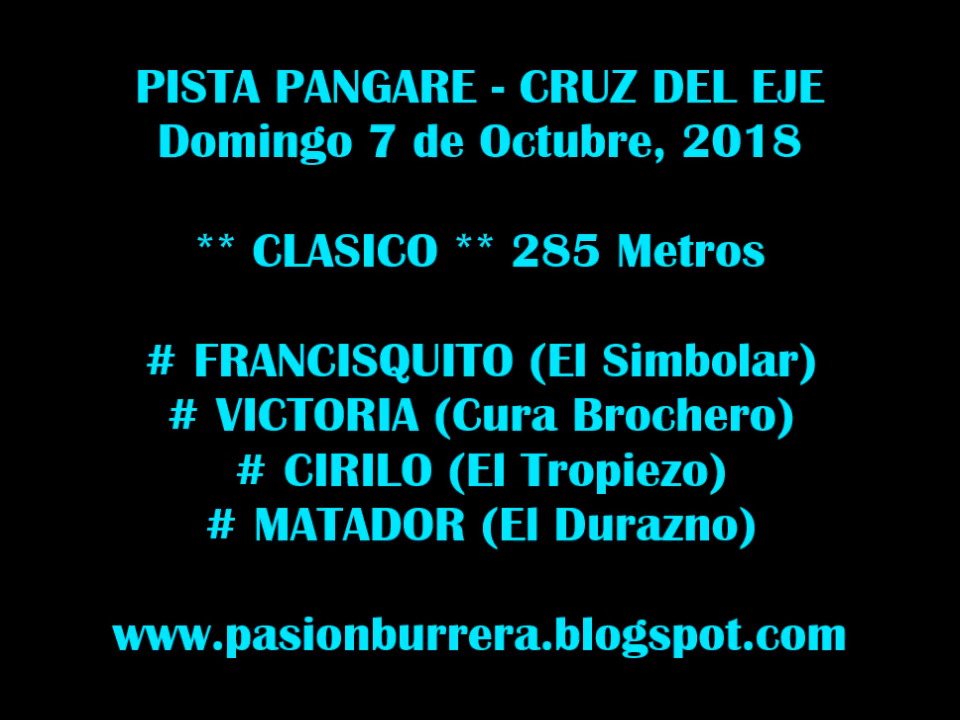 PISTA PANGARE - CRUZ DEL EJE
Domingo 7 de Octubre, 2018
** CLASICO ** 285 Metros
# FRANCISQUITO (El Simbolar)
# VICTORIA (Cura Brochero)
# CIRILO (El Tropiezo)
# MATADOR (El Durazno)
www.pasionburrera.blogspot.com